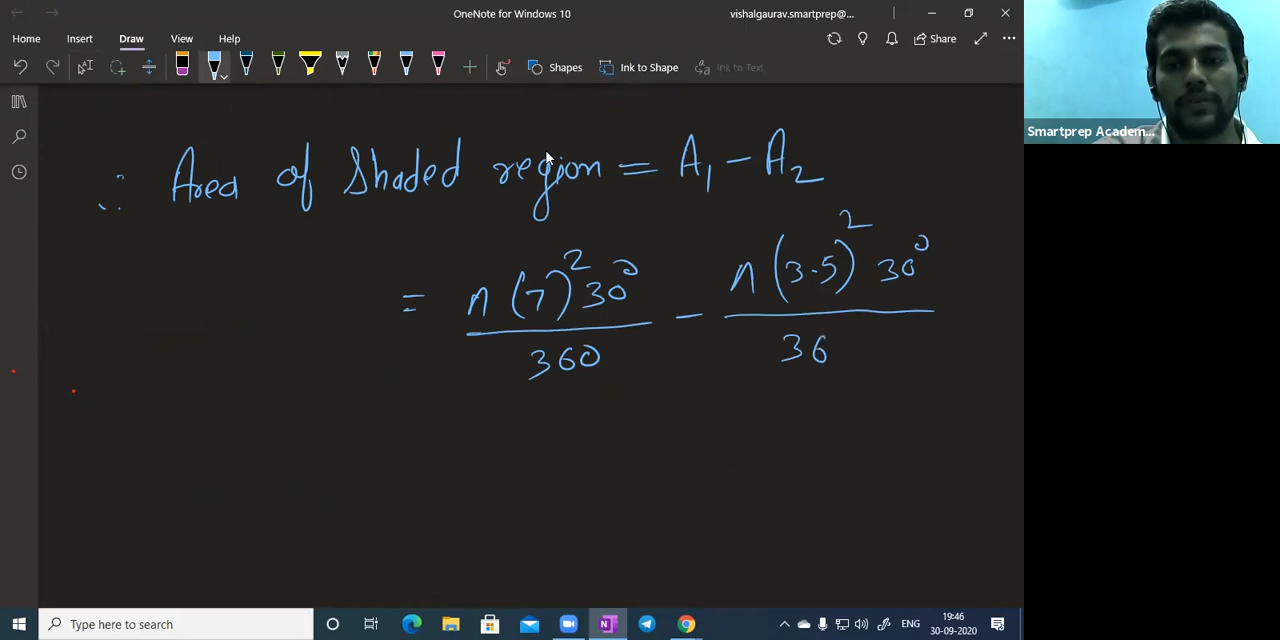 OneNote for Windows 10
vishalgaurav.smartprep@...
Home Insert Draw View Help
Share
Shapes
Ink to Shape
Ink to Text
Smartprep Academ...
∴ Area of Shaded region = A₁ − A₂
= π(7)² 30° / 360 − π(3.5)² 30° / 36
Type here to search
ENG
19:46
30-09-2020